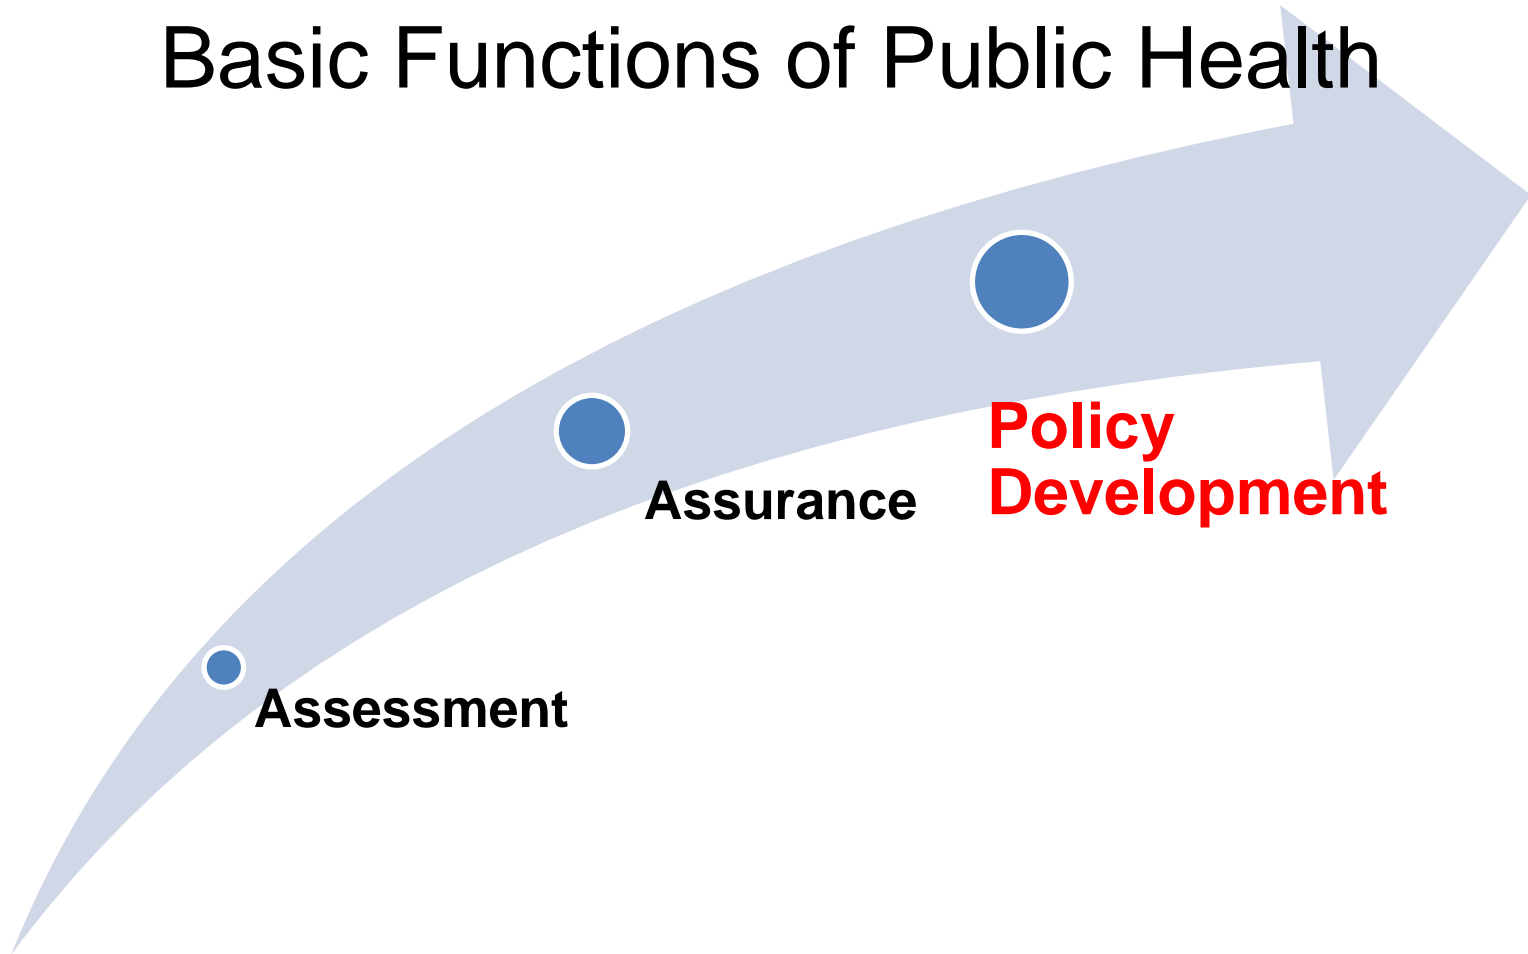 Basic Functions of Public Health
Policy
Development
Assurance
Assessment